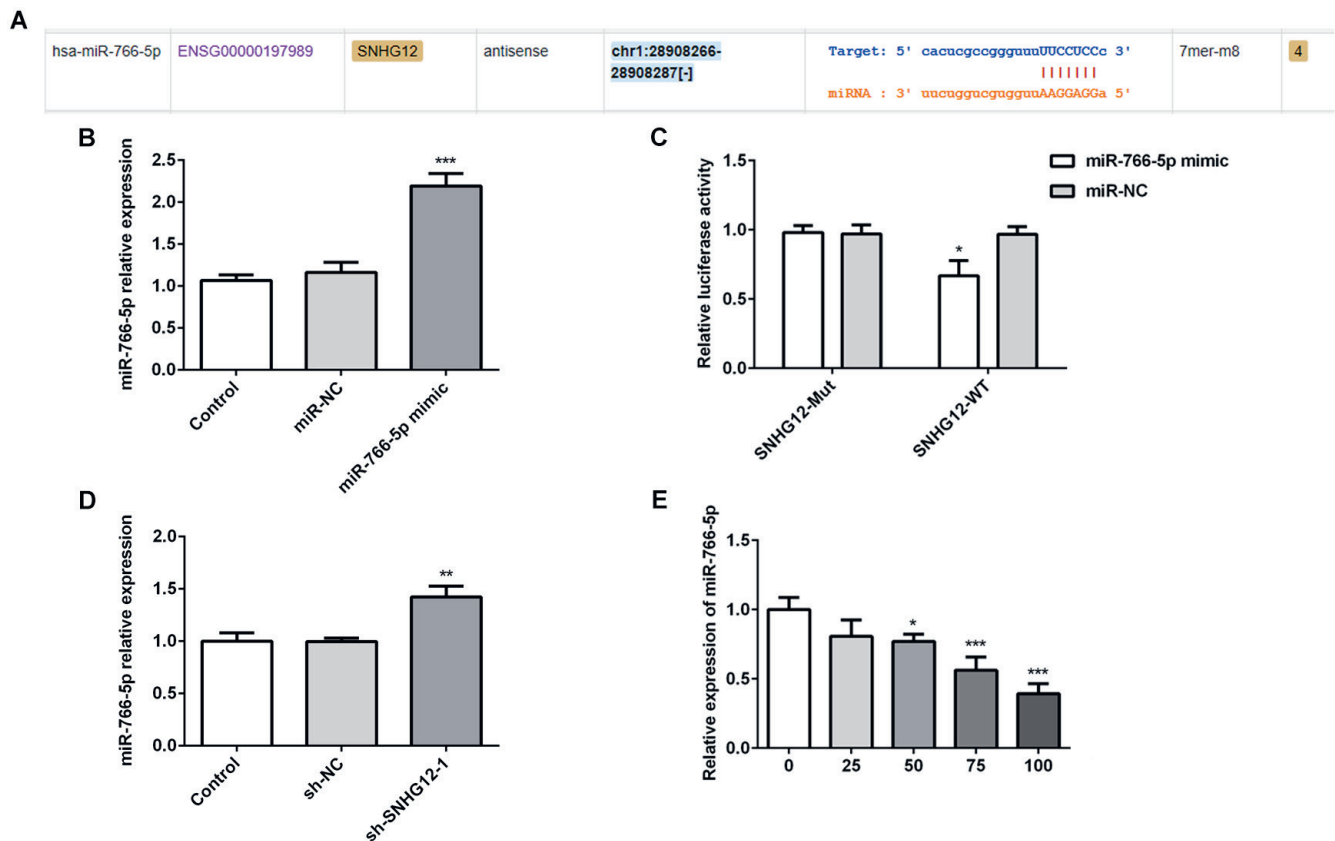 A
hsa-miR-766-5p ENSG00000197989 SNHG12 antisense chr1:28908266-28908287[-] Target: 5' cacucgccggguuuUUCCUCCc 3' 7mer-m8 4
miRNA : 3' uucuggucgugguuAAGGAGGa 5'
B
miR-766-5p relative expression
2.5
2.0
1.5
1.0
0.5
0.0
***
Control
miR-NC
miR-766-5p mimic
C
Relative luciferase activity
1.5
1.0
0.5
0.0
*
SNHG12-Mut
SNHG12-WT
miR-766-5p mimic
miR-NC
D
miR-766-5p relative expression
2.0
1.5
1.0
0.5
0.0
**
Control
sh-NC
sh-SNHG12-1
E
Relative expression of miR-766-5p
1.5
1.0
0.5
0.0
*
***
***
0 25 50 75 100